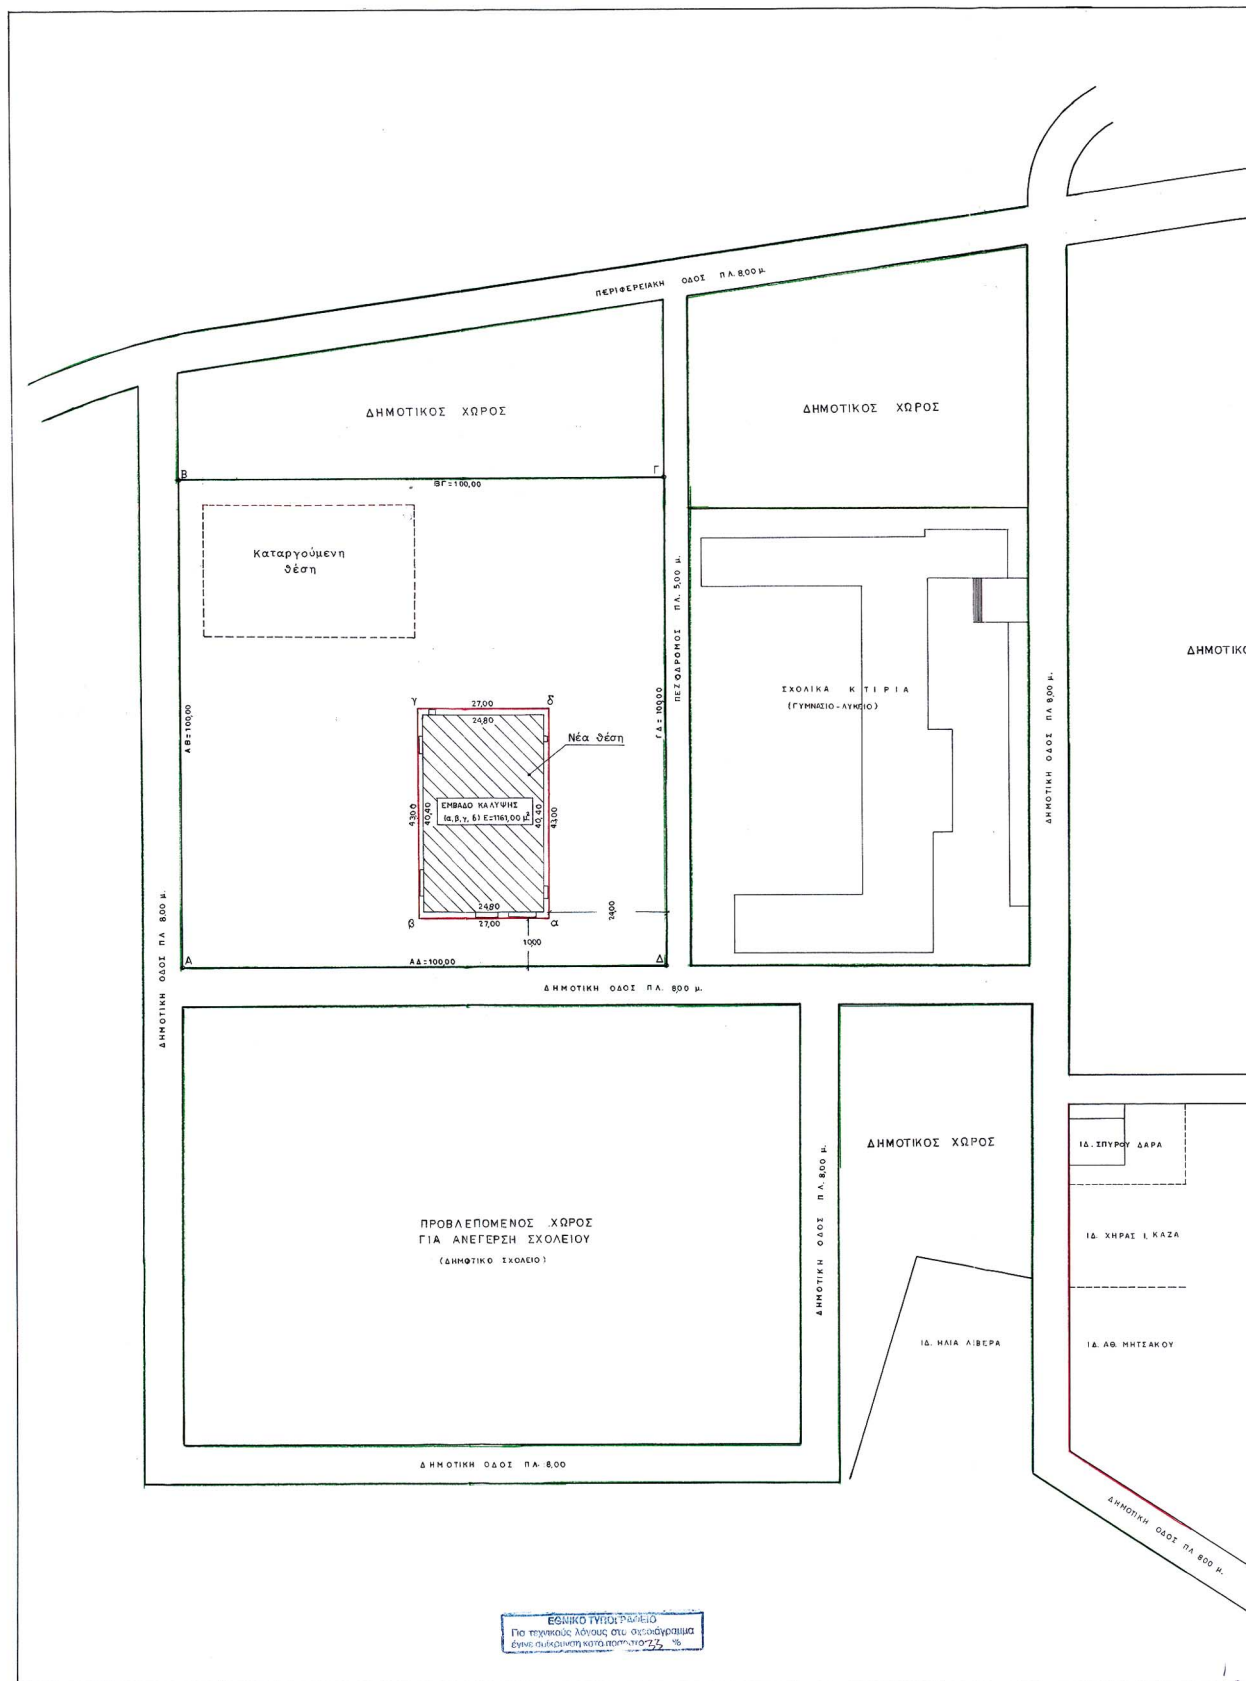 ΠΕΡΙΦΕΡΕΙΑΚΗ ΟΔΟΣ ΠΛ. 8,00 μ.
ΔΗΜΟΤΙΚΟΣ ΧΩΡΟΣ
ΔΗΜΟΤΙΚΟΣ ΧΩΡΟΣ
Β
Γ
ΒΓ=100,00
Καταργούμενη
θέση
ΠΕΖΟΔΡΟΜΟΣ ΠΛ. 5,00 μ.
ΔΗΜΟΤΙΚΟ
ΣΧΟΛΙΚΑ ΚΤΙΡΙΑ
(ΓΥΜΝΑΣΙΟ-ΛΥΚΕΙΟ)
ΑΒ=100,00
ΓΔ=100,00
γ
27,00
δ
24,80
Νέα θέση
43,00
40,40
ΕΜΒΑΔΟ ΚΑΛΥΨΗΣ
(α,β,γ,δ) Ε=1161,00 μ²
40,40
43,00
ΔΗΜΟΤΙΚΗ ΟΔΟΣ ΠΛ 8,00 μ.
24,80
β
27,00
α
24,00
10,00
Α
ΑΔ=100,00
Δ
ΔΗΜΟΤΙΚΗ ΟΔΟΣ ΠΛ 8,00 μ.
ΔΗΜΟΤΙΚΗ ΟΔΟΣ ΠΛ. 8,00 μ.
ΔΗΜΟΤΙΚΟΣ ΧΩΡΟΣ
ΙΔ. ΣΠΥΡΟΥ ΔΑΡΑ
ΔΗΜΟΤΙΚΗ ΟΔΟΣ ΠΛ. 8,00 μ.
ΠΡΟΒΛΕΠΟΜΕΝΟΣ ΧΩΡΟΣ
ΓΙΑ ΑΝΕΓΕΡΣΗ ΣΧΟΛΕΙΟΥ
(ΔΗΜΟΤΙΚΟ ΣΧΟΛΕΙΟ)
ΙΔ. ΧΗΡΑΣ Ι. ΚΑΖΑ
ΙΔ. ΗΛΙΑ ΛΙΒΕΡΑ
ΙΔ. ΑΘ. ΜΗΤΣΑΚΟΥ
ΔΗΜΟΤΙΚΗ ΟΔΟΣ ΠΛ. 8,00
ΔΗΜΟΤΙΚΗ ΟΔΟΣ ΠΛ 8,00 μ.
ΕΘΝΙΚΟ ΤΥΠΟΓΡΑΦΕΙΟ
Για τεχνικούς λόγους στο σχεδιάγραμμα
έγινε σμίκρυνση κατά ποσοστό 33 %